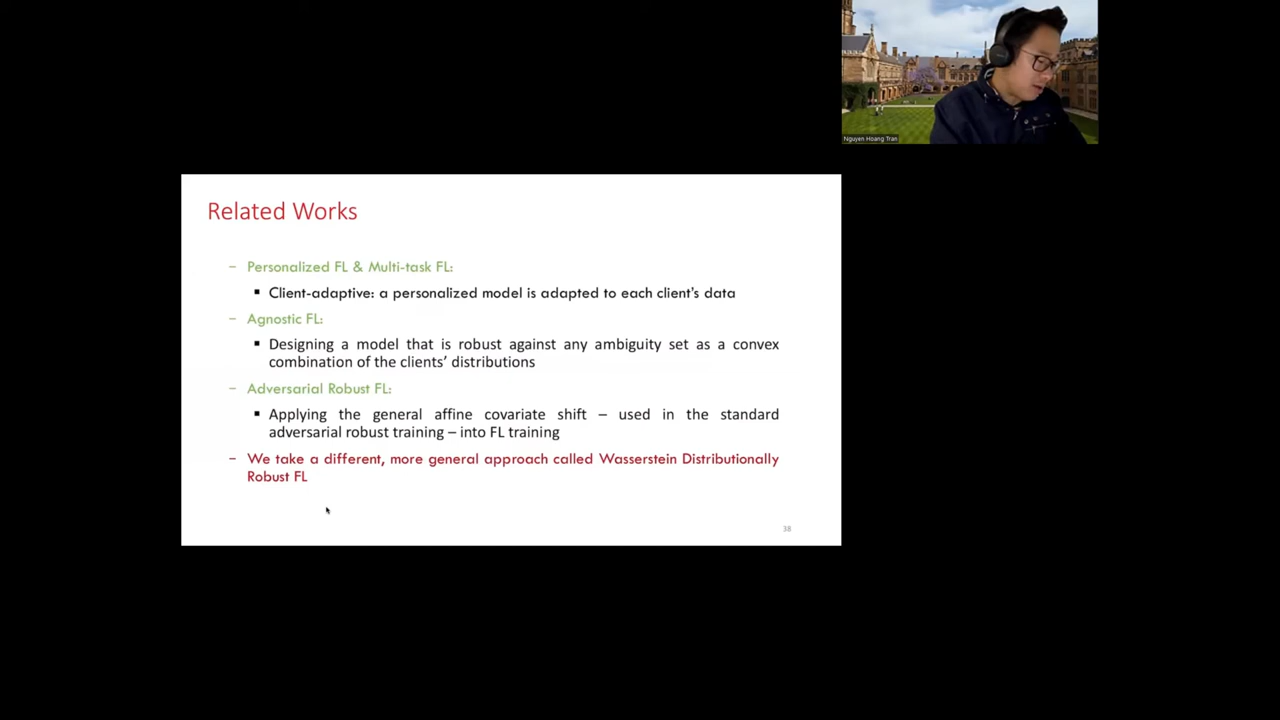 Nguyen Hoang Tran
Related Works
– Personalized FL & Multi-task FL:
▪ Client-adaptive: a personalized model is adapted to each client's data
– Agnostic FL:
▪ Designing a model that is robust against any ambiguity set as a convex
combination of the clients' distributions
– Adversarial Robust FL:
▪ Applying the general affine covariate shift – used in the standard
adversarial robust training – into FL training
– We take a different, more general approach called Wasserstein Distributionally
Robust FL
38